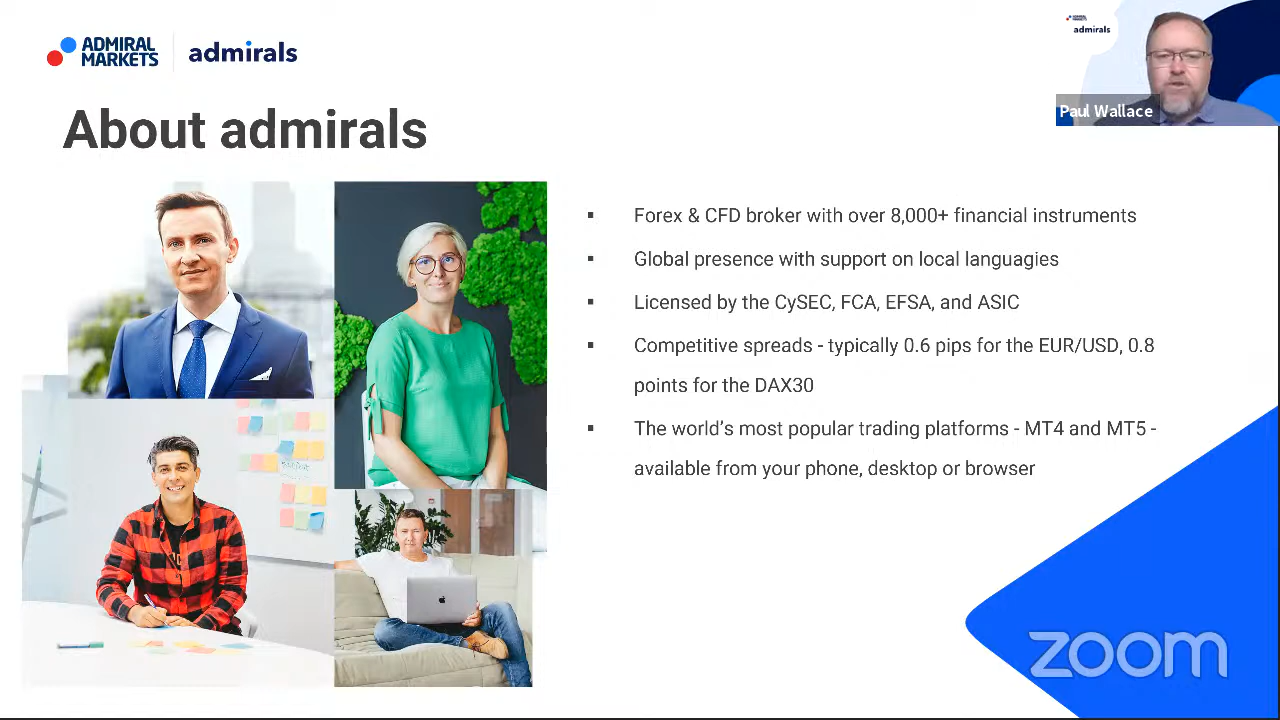 ADMIRAL
MARKETS
admirals
admirals
Paul Wallace
About admirals
▪ Forex & CFD broker with over 8,000+ financial instruments
▪ Global presence with support on local languagies
▪ Licensed by the CySEC, FCA, EFSA, and ASIC
▪ Competitive spreads - typically 0.6 pips for the EUR/USD, 0.8
points for the DAX30
▪ The world's most popular trading platforms - MT4 and MT5 -
available from your phone, desktop or browser
zoom